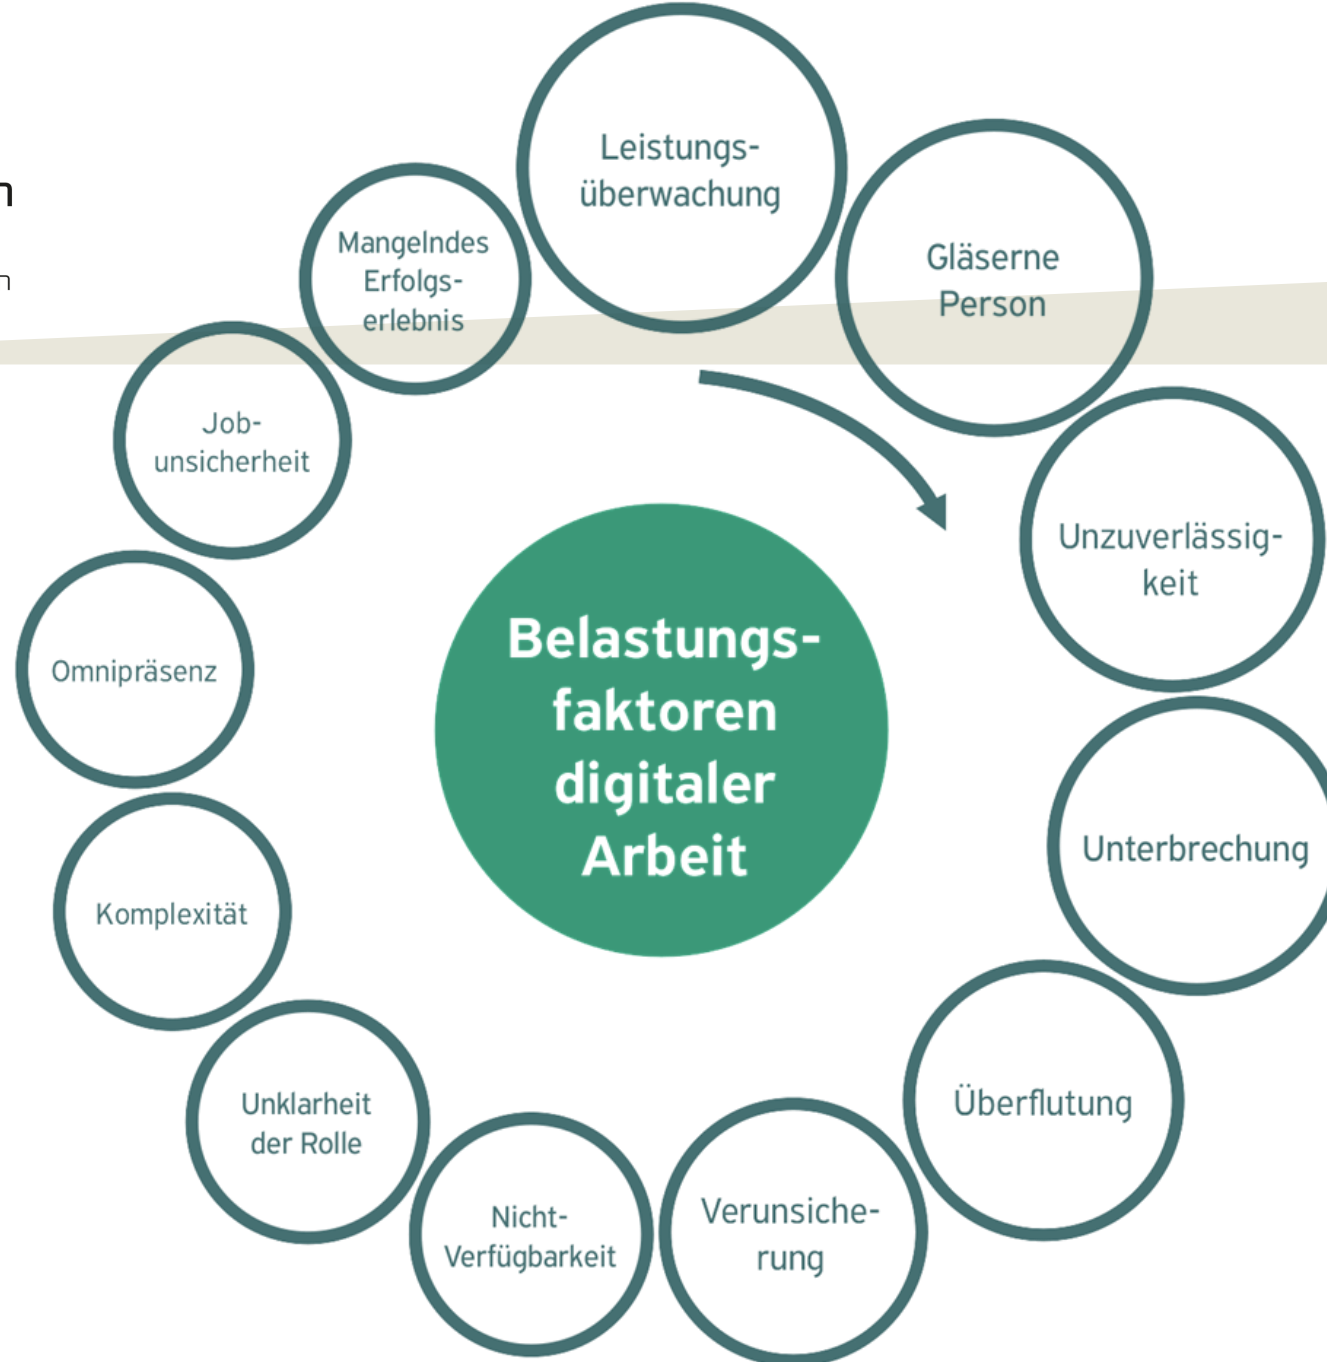 n
n
Leistungs-
überwachung
Gläserne
Person
Unzuverlässig-
keit
Unterbrechung
Überflutung
Verunsiche-
rung
Nicht-
Verfügbarkeit
Unklarheit
der Rolle
Komplexität
Omnipräsenz
Job-
unsicherheit
Mangelndes
Erfolgs-
erlebnis
Belastungs-
faktoren
digitaler
Arbeit